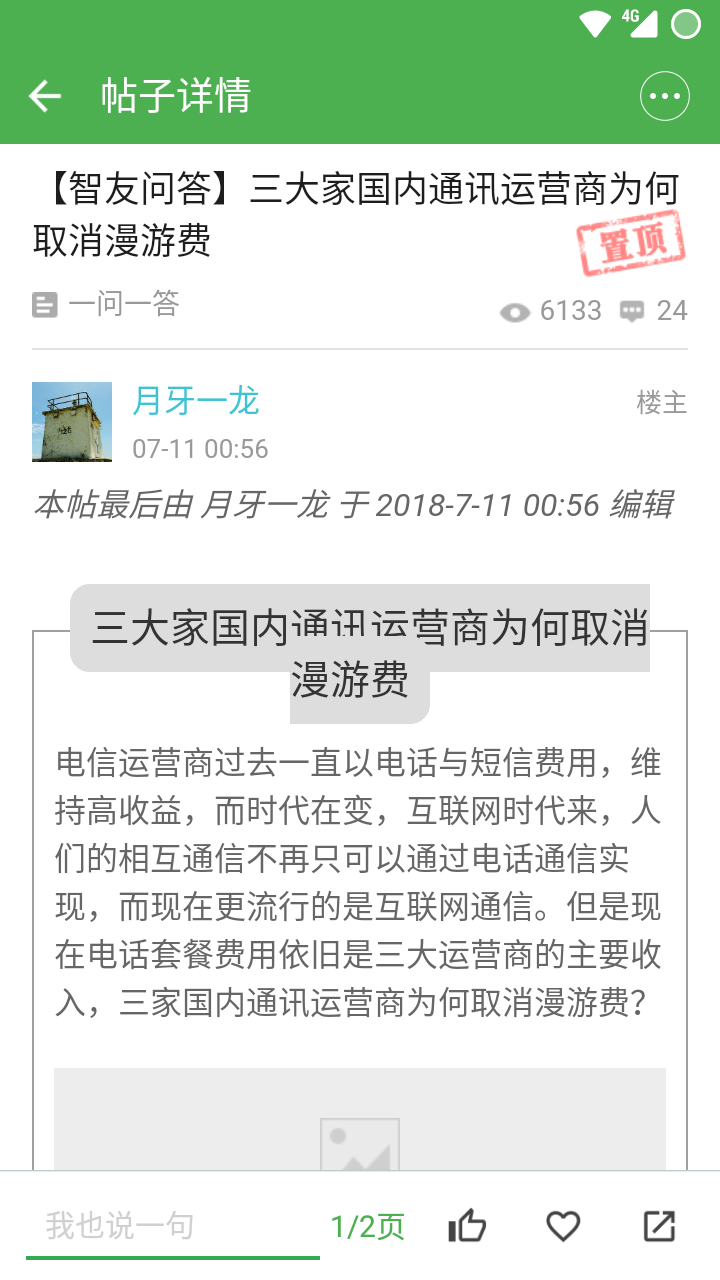 4G
帖子详情
【智友问答】三大家国内通讯运营商为何
取消漫游费
置顶
一问一答
6133
24
月牙一龙
楼主
07-11 00:56
本帖最后由 月牙一龙 于 2018-7-11 00:56 编辑
三大家国内通讯运营商为何取消
漫游费
电信运营商过去一直以电话与短信费用，维
持高收益，而时代在变，互联网时代来，人
们的相互通信不再只可以通过电话通信实
现，而现在更流行的是互联网通信。但是现
在电话套餐费用依旧是三大运营商的主要收
入，三家国内通讯运营商为何取消漫游费？
我也说一句
1/2页